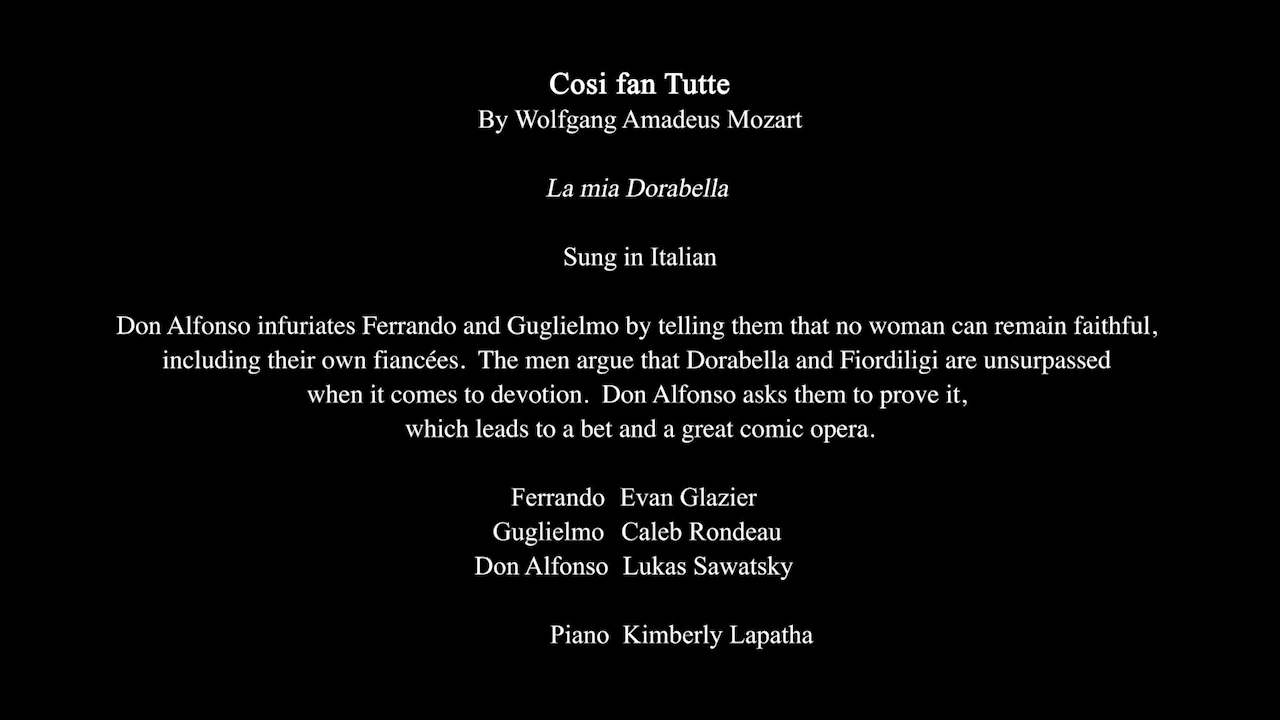 Cosi fan Tutte
By Wolfgang Amadeus Mozart
La mia Dorabella
Sung in Italian
Don Alfonso infuriates Ferrando and Guglielmo by telling them that no woman can remain faithful,
including their own fiancées.  The men argue that Dorabella and Fiordiligi are unsurpassed
when it comes to devotion.  Don Alfonso asks them to prove it,
which leads to a bet and a great comic opera.
Ferrando  Evan Glazier
Guglielmo  Caleb Rondeau
Don Alfonso  Lukas Sawatsky
Piano  Kimberly Lapatha